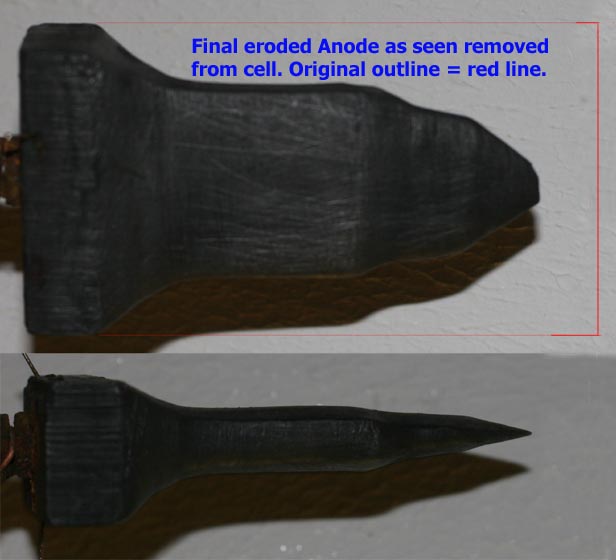 Final eroded Anode as seen removed
from cell. Original outline = red line.